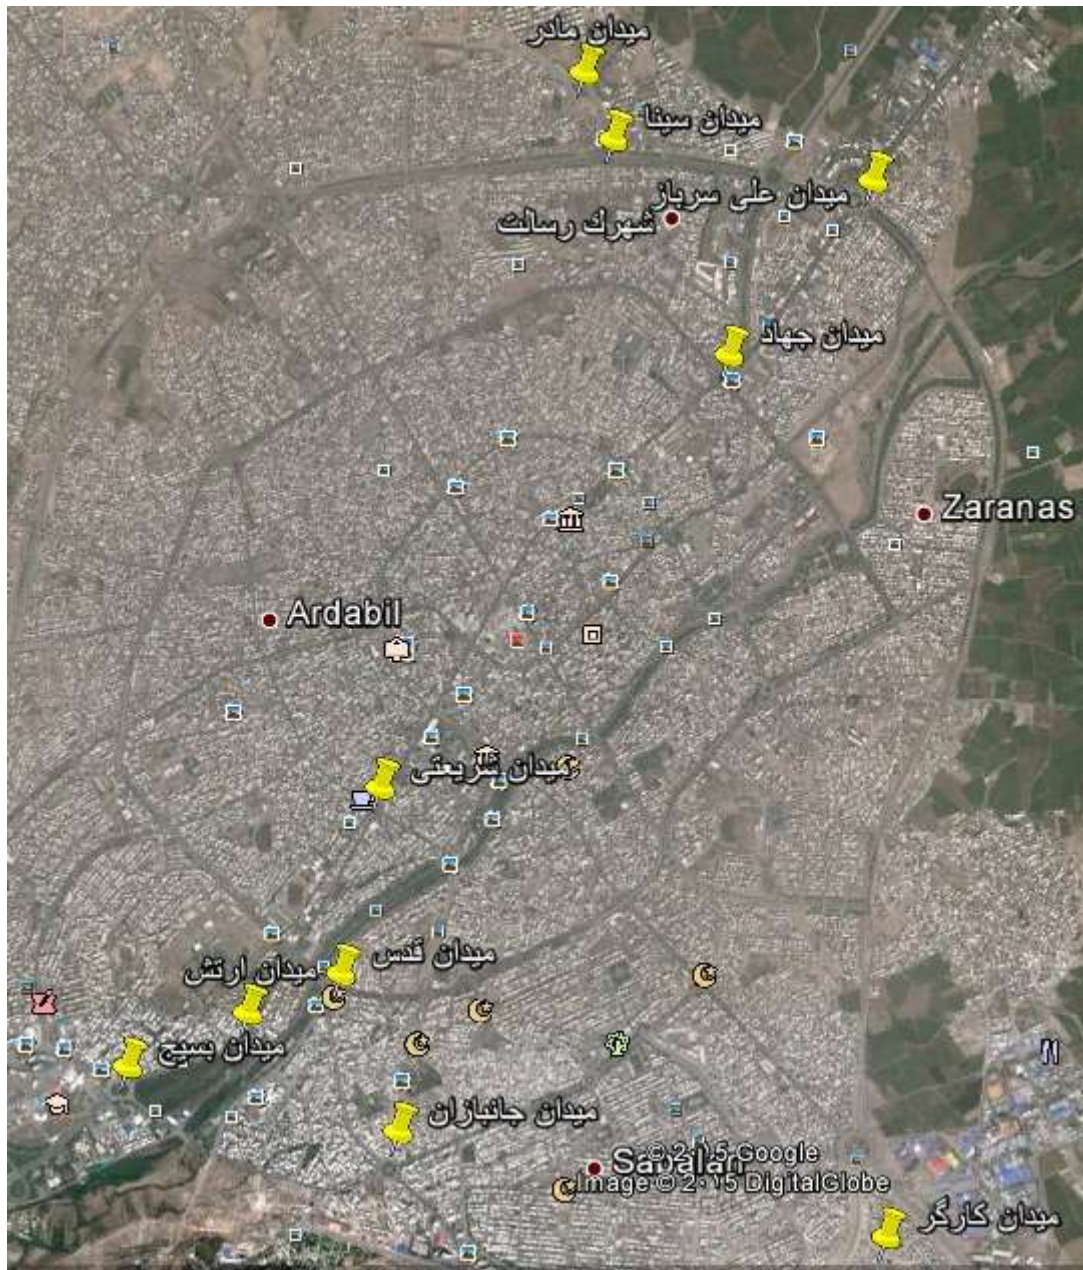 میدان مادر
میدان سینا
میدان علی سرباز
شهرك رسالت
میدان جهاد
Zaranas
Ardabil
میدان شریعتی
میدان قدس
میدان ارتش
میدان بسیج
میدان جانبازان
Sabalan
© 2015 Google
Image © 2015 DigitalGlobe
میدان کارگر